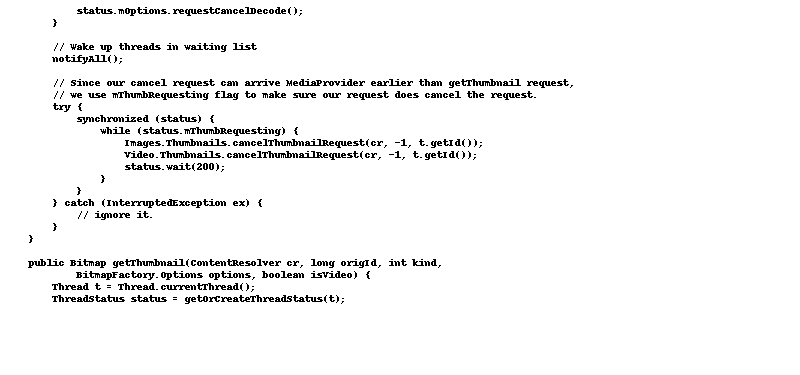 status.mOptions.requestCancelDecode();
}
// Wake up threads in waiting list
notifyAll();
// Since our cancel request can arrive MediaProvider earlier than getThumbnail request,
// we use mThumbRequesting flag to make sure our request does cancel the request.
try {
synchronized (status) {
while (status.mThumbRequesting) {
Images.Thumbnails.cancelThumbnailRequest(cr, -1, t.getId());
Video.Thumbnails.cancelThumbnailRequest(cr, -1, t.getId());
status.wait(200);
}
}
} catch (InterruptedException ex) {
// ignore it.
}
}
public Bitmap getThumbnail(ContentResolver cr, long origId, int kind,
BitmapFactory.Options options, boolean isVideo) {
Thread t = Thread.currentThread();
ThreadStatus status = getOrCreateThreadStatus(t);